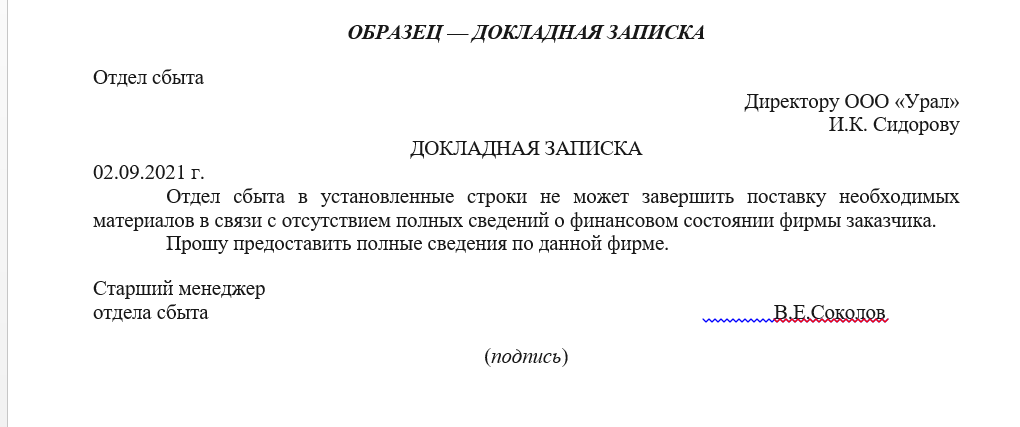 ОБРАЗЕЦ — ДОКЛАДНАЯ ЗАПИСКА
Отдел сбыта
Директору ООО «Урал»
И.К. Сидорову
ДОКЛАДНАЯ ЗАПИСКА
02.09.2021 г.
Отдел сбыта в установленные строки не может завершить поставку необходимых
материалов в связи с отсутствием полных сведений о финансовом состоянии фирмы заказчика.
Прошу предоставить полные сведения по данной фирме.
Старший менеджер
отдела сбыта В.Е.Соколов
(подпись)